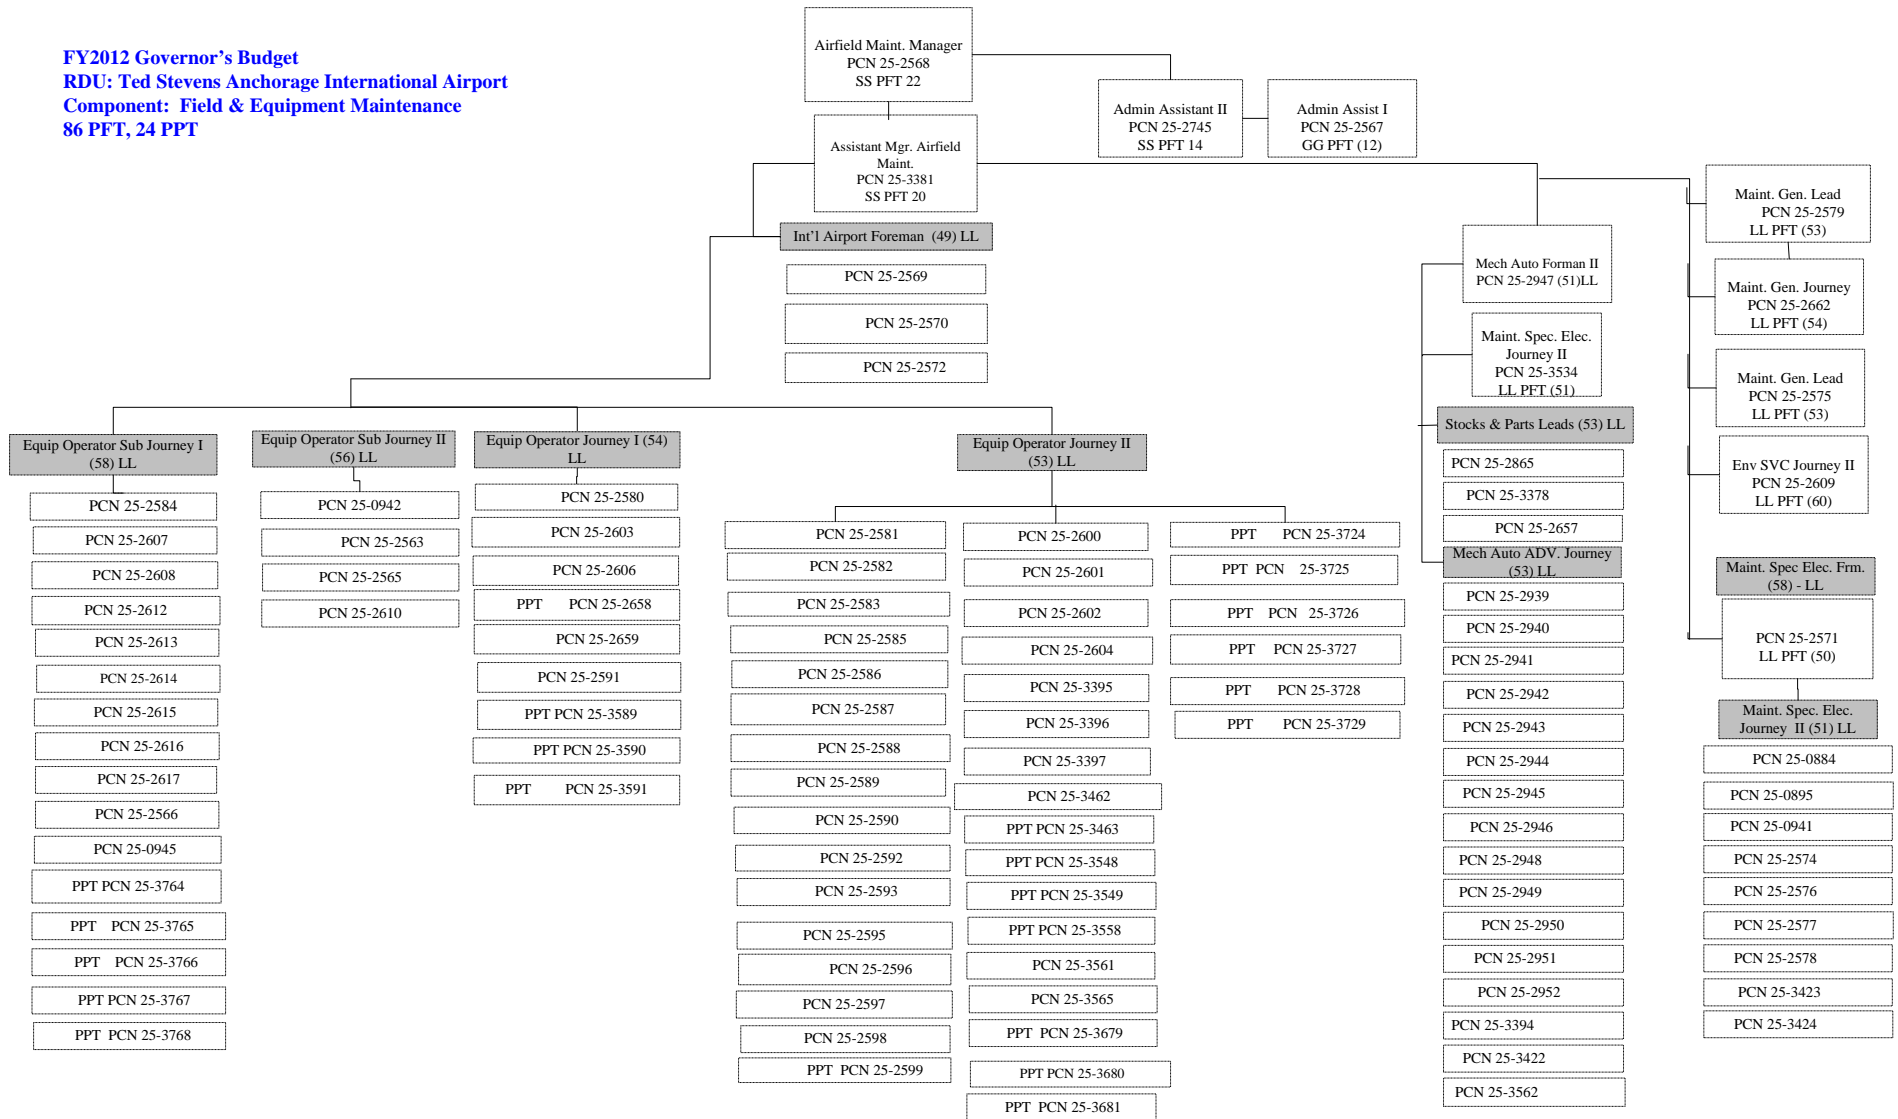 FY2012 Governor’s Budget
RDU: Ted Stevens Anchorage International Airport
Component: Field & Equipment Maintenance
86 PFT, 24 PPT
Airfield Maint. Manager
PCN 25-2568
SS PFT 22
Admin Assistant II
PCN 25-2745
SS PFT 14
Admin Assist I
PCN 25-2567
GG PFT (12)
Assistant Mgr. Airfield
Maint.
PCN 25-3381
SS PFT 20
Int’l Airport Foreman (49) LL
PCN 25-2569
PCN 25-2570
PCN 25-2572
Equip Operator Sub Journey I
(58) LL
PCN 25-2584
PCN 25-2607
PCN 25-2608
PCN 25-2612
PCN 25-2613
PCN 25-2614
PCN 25-2615
PCN 25-2616
PCN 25-2617
PCN 25-2566
PCN 25-0945
PPT PCN 25-3764
PPT PCN 25-3765
PPT PCN 25-3766
PPT PCN 25-3767
PPT PCN 25-3768
Equip Operator Sub Journey II
(56) LL
PCN 25-0942
PCN 25-2563
PCN 25-2565
PCN 25-2610
Equip Operator Journey I (54)
LL
PCN 25-2580
PCN 25-2603
PCN 25-2606
PPT PCN 25-2658
PCN 25-2659
PCN 25-2591
PPT PCN 25-3589
PPT PCN 25-3590
PPT PCN 25-3591
Equip Operator Journey II
(53) LL
PCN 25-2581
PCN 25-2582
PCN 25-2583
PCN 25-2585
PCN 25-2586
PCN 25-2587
PCN 25-2588
PCN 25-2589
PCN 25-2590
PCN 25-2592
PCN 25-2593
PCN 25-2595
PCN 25-2596
PCN 25-2597
PCN 25-2598
PPT PCN 25-2599
PCN 25-2600
PCN 25-2601
PCN 25-2602
PCN 25-2604
PCN 25-3395
PCN 25-3396
PCN 25-3397
PCN 25-3462
PPT PCN 25-3463
PPT PCN 25-3548
PPT PCN 25-3549
PPT PCN 25-3558
PCN 25-3561
PCN 25-3565
PPT PCN 25-3679
PPT PCN 25-3680
PPT PCN 25-3681
PPT PCN 25-3724
PPT PCN 25-3725
PPT PCN 25-3726
PPT PCN 25-3727
PPT PCN 25-3728
PPT PCN 25-3729
Mech Auto Forman II
PCN 25-2947 (51)LL
Maint. Spec. Elec.
Journey II
PCN 25-3534
LL PFT (51)
Stocks & Parts Leads (53) LL
PCN 25-2865
PCN 25-3378
PCN 25-2657
Mech Auto ADV. Journey
(53) LL
PCN 25-2939
PCN 25-2940
PCN 25-2941
PCN 25-2942
PCN 25-2943
PCN 25-2944
PCN 25-2945
PCN 25-2946
PCN 25-2948
PCN 25-2949
PCN 25-2950
PCN 25-2951
PCN 25-2952
PCN 25-3394
PCN 25-3422
PCN 25-3562
Maint. Gen. Lead
PCN 25-2579
LL PFT (53)
Maint. Gen. Journey
PCN 25-2662
LL PFT (54)
Maint. Gen. Lead
PCN 25-2575
LL PFT (53)
Env SVC Journey II
PCN 25-2609
LL PFT (60)
Maint. Spec Elec. Frm.
(58) - LL
PCN 25-2571
LL PFT (50)
Maint. Spec. Elec.
Journey II (51) LL
PCN 25-0884
PCN 25-0895
PCN 25-0941
PCN 25-2574
PCN 25-2576
PCN 25-2577
PCN 25-2578
PCN 25-3423
PCN 25-3424